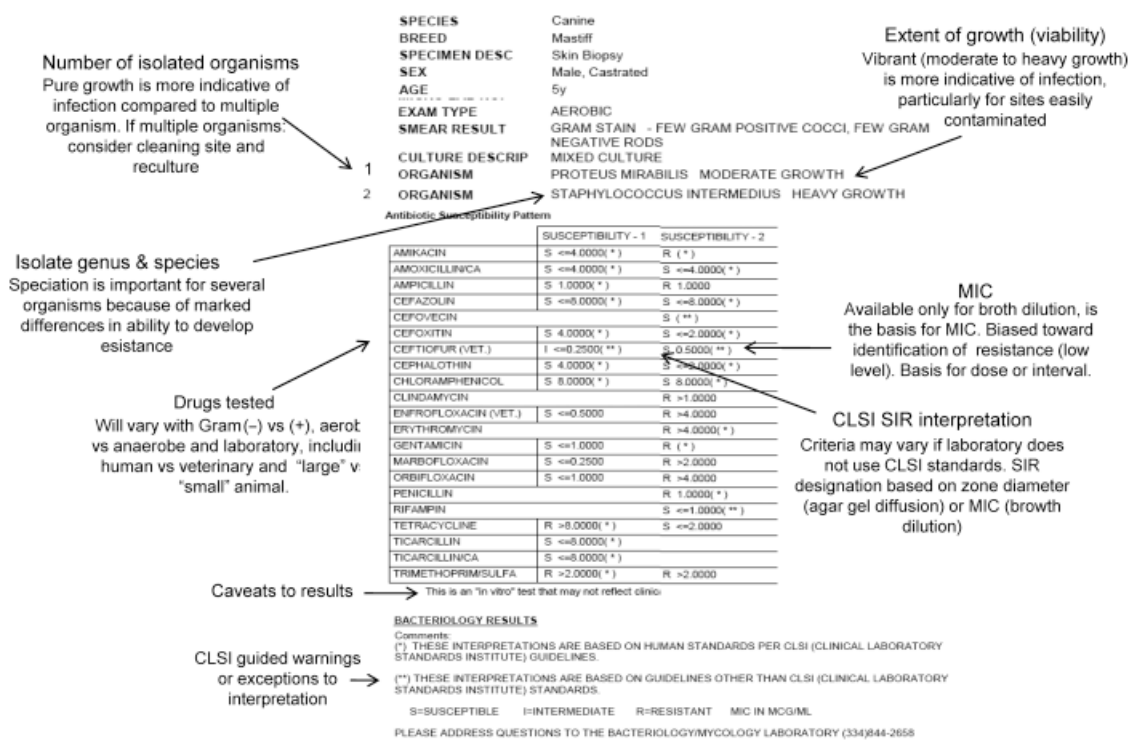 SPECIES Canine
BREED Mastiff
SPECIMEN DESC Skin Biopsy
SEX Male, Castrated
AGE 5y
EXAM TYPE AEROBIC
SMEAR RESULT GRAM STAIN - FEW GRAM POSITIVE COCCI, FEW GRAM
NEGATIVE RODS
CULTURE DESCRIP MIXED CULTURE
1 ORGANISM PROTEUS MIRABILIS MODERATE GROWTH
2 ORGANISM STAPHYLOCOCCUS INTERMEDIUS HEAVY GROWTH
Number of isolated organisms
Pure growth is more indicative of
infection compared to multiple
organism. If multiple organisms:
consider cleaning site and
reculture
Extent of growth (viability)
Vibrant (moderate to heavy growth)
is more indicative of infection,
particularly for sites easily
contaminated
Antibiotic Susceptibility Pattern
SUSCEPTIBILITY - 1 SUSCEPTIBILITY - 2
AMIKACIN S <=4.0000( * ) R ( * )
AMOXICILLIN/CA S <=4.0000( * ) S <=4.0000( * )
AMPICILLIN S 1.0000( * ) R 1.0000
CEFAZOLIN S <=8.0000( * ) S <=8.0000( * )
CEFOVECIN S ( ** )
CEFOXITIN S 4.0000( * ) S <=2.0000( * )
CEFTIOFUR (VET.) I <=0.2500( ** ) S 0.5000( ** )
CEPHALOTHIN S 4.0000( * ) S <=2.0000( * )
CHLORAMPHENICOL S 8.0000( * ) S 8.0000( * )
CLINDAMYCIN R >1.0000
ENFROFLOXACIN (VET.) S <=0.5000 R >4.0000
ERYTHROMYCIN R >4.0000( * )
GENTAMICIN S <=1.0000 R ( * )
MARBOFLOXACIN S <=0.2500 R >2.0000
ORBIFLOXACIN S <=1.0000 R >4.0000
PENICILLIN R 1.0000( * )
RIFAMPIN S <=1.0000( ** )
TETRACYCLINE R >8.0000( * ) S <=2.0000
TICARCILLIN S <=8.0000( * )
TICARCILLIN/CA S <=8.0000( * )
TRIMETHOPRIM/SULFA R >2.0000( * ) R >2.0000
Isolate genus & species
Speciation is important for several
organisms because of marked
differences in ability to develop
esistance
Drugs tested
Will vary with Gram(–) vs (+), aerob
vs anaerobe and laboratory, includin
human vs veterinary and "large" v
"small" animal.
MIC
Available only for broth dilution, is
the basis for MIC. Biased toward
identification of resistance (low
level). Basis for dose or interval.
CLSI SIR interpretation
Criteria may vary if laboratory does
not use CLSI standards. SIR
designation based on zone diameter
(agar gel diffusion) or MIC (browth
dilution)
Caveats to results
This is an "in vitro" test that may not reflect clinic
BACTERIOLOGY RESULTS
Comments:
(*) THESE INTERPRETATIONS ARE BASED ON HUMAN STANDARDS PER CLSI (CLINICAL LABORATORY
STANDARDS INSTITUTE) GUIDELINES.
CLSI guided warnings
or exceptions to
interpretation
(**) THESE INTERPRETATIONS ARE BASED ON GUIDELINES OTHER THAN CLSI (CLINICAL LABORATORY
STANDARDS INSTITUTE) STANDARDS.
S=SUSCEPTIBLE I=INTERMEDIATE R=RESISTANT MIC IN MCG/ML
PLEASE ADDRESS QUESTIONS TO THE BACTERIOLOGY/MYCOLOGY LABORATORY (334)844-2658